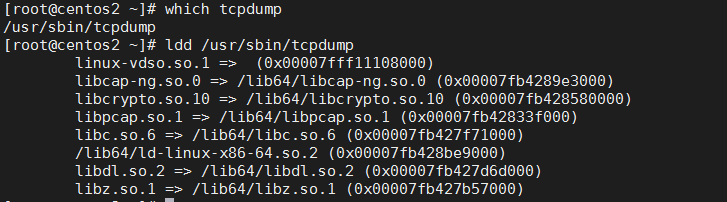 [root@centos2 ~]# which tcpdump
/usr/sbin/tcpdump
[root@centos2 ~]# ldd /usr/sbin/tcpdump
linux-vdso.so.1 =>  (0x00007fff11108000)
libcap-ng.so.0 => /lib64/libcap-ng.so.0 (0x00007fb4289e3000)
libcrypto.so.10 => /lib64/libcrypto.so.10 (0x00007fb428580000)
libpcap.so.1 => /lib64/libpcap.so.1 (0x00007fb42833f000)
libc.so.6 => /lib64/libc.so.6 (0x00007fb427f71000)
/lib64/ld-linux-x86-64.so.2 (0x00007fb428be9000)
libdl.so.2 => /lib64/libdl.so.2 (0x00007fb427d6d000)
libz.so.1 => /lib64/libz.so.1 (0x00007fb427b57000)